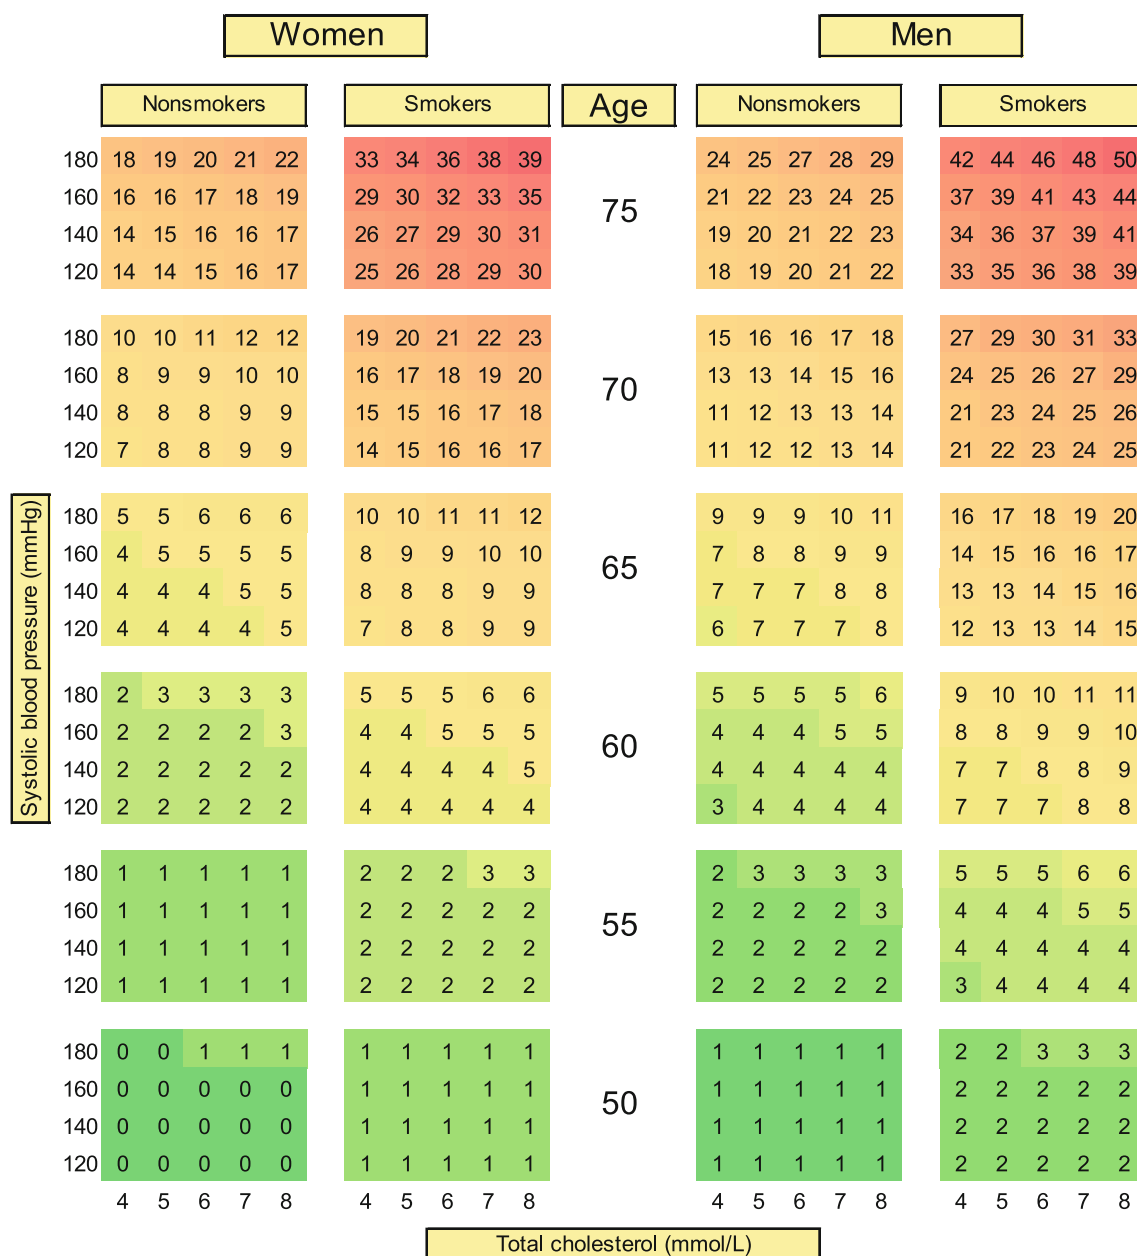 Women Men
Nonsmokers Smokers Age Nonsmokers Smokers
180 18 19 20 21 22 33 34 36 38 39 24 25 27 28 29 42 44 46 48 50
160 16 16 17 18 19 29 30 32 33 35 21 22 23 24 25 37 39 41 43 44
75
140 14 15 16 16 17 26 27 29 30 31 19 20 21 22 23 34 36 37 39 41
120 14 14 15 16 17 25 26 28 29 30 18 19 20 21 22 33 35 36 38 39
180 10 10 11 12 12 19 20 21 22 23 15 16 16 17 18 27 29 30 31 33
160 8 9 9 10 10 16 17 18 19 20 13 13 14 15 16 24 25 26 27 29
70
140 8 8 8 9 9 15 15 16 17 18 11 12 13 13 14 21 23 24 25 26
120 7 8 8 9 9 14 15 16 16 17 11 12 12 13 14 21 22 23 24 25
Systolic blood pressure (mmHg)
180 5 5 6 6 6 10 10 11 11 12 9 9 9 10 11 16 17 18 19 20
160 4 5 5 5 5 8 9 9 10 10 7 8 8 9 9 14 15 16 16 17
65
140 4 4 4 5 5 8 8 8 9 9 7 7 7 8 8 13 13 14 15 16
120 4 4 4 4 5 7 8 8 9 9 6 7 7 7 8 12 13 13 14 15
180 2 3 3 3 3 5 5 5 6 6 5 5 5 5 6 9 10 10 11 11
160 2 2 2 2 3 4 4 5 5 5 4 4 4 5 5 8 8 9 9 10
60
140 2 2 2 2 2 4 4 4 4 5 4 4 4 4 4 7 7 8 8 9
120 2 2 2 2 2 4 4 4 4 4 3 4 4 4 4 7 7 7 8 8
180 1 1 1 1 1 2 2 2 3 3 2 3 3 3 3 5 5 5 6 6
160 1 1 1 1 1 2 2 2 2 2 2 2 2 2 3 4 4 4 5 5
55
140 1 1 1 1 1 2 2 2 2 2 2 2 2 2 2 4 4 4 4 4
120 1 1 1 1 1 2 2 2 2 2 2 2 2 2 2 3 4 4 4 4
180 0 0 1 1 1 1 1 1 1 1 1 1 1 1 1 2 2 3 3 3
160 0 0 0 0 0 1 1 1 1 1 1 1 1 1 1 2 2 2 2 2
50
140 0 0 0 0 0 1 1 1 1 1 1 1 1 1 1 2 2 2 2 2
120 0 0 0 0 0 1 1 1 1 1 1 1 1 1 1 2 2 2 2 2
4 5 6 7 8 4 5 6 7 8 4 5 6 7 8 4 5 6 7 8
Total cholesterol (mmol/L)